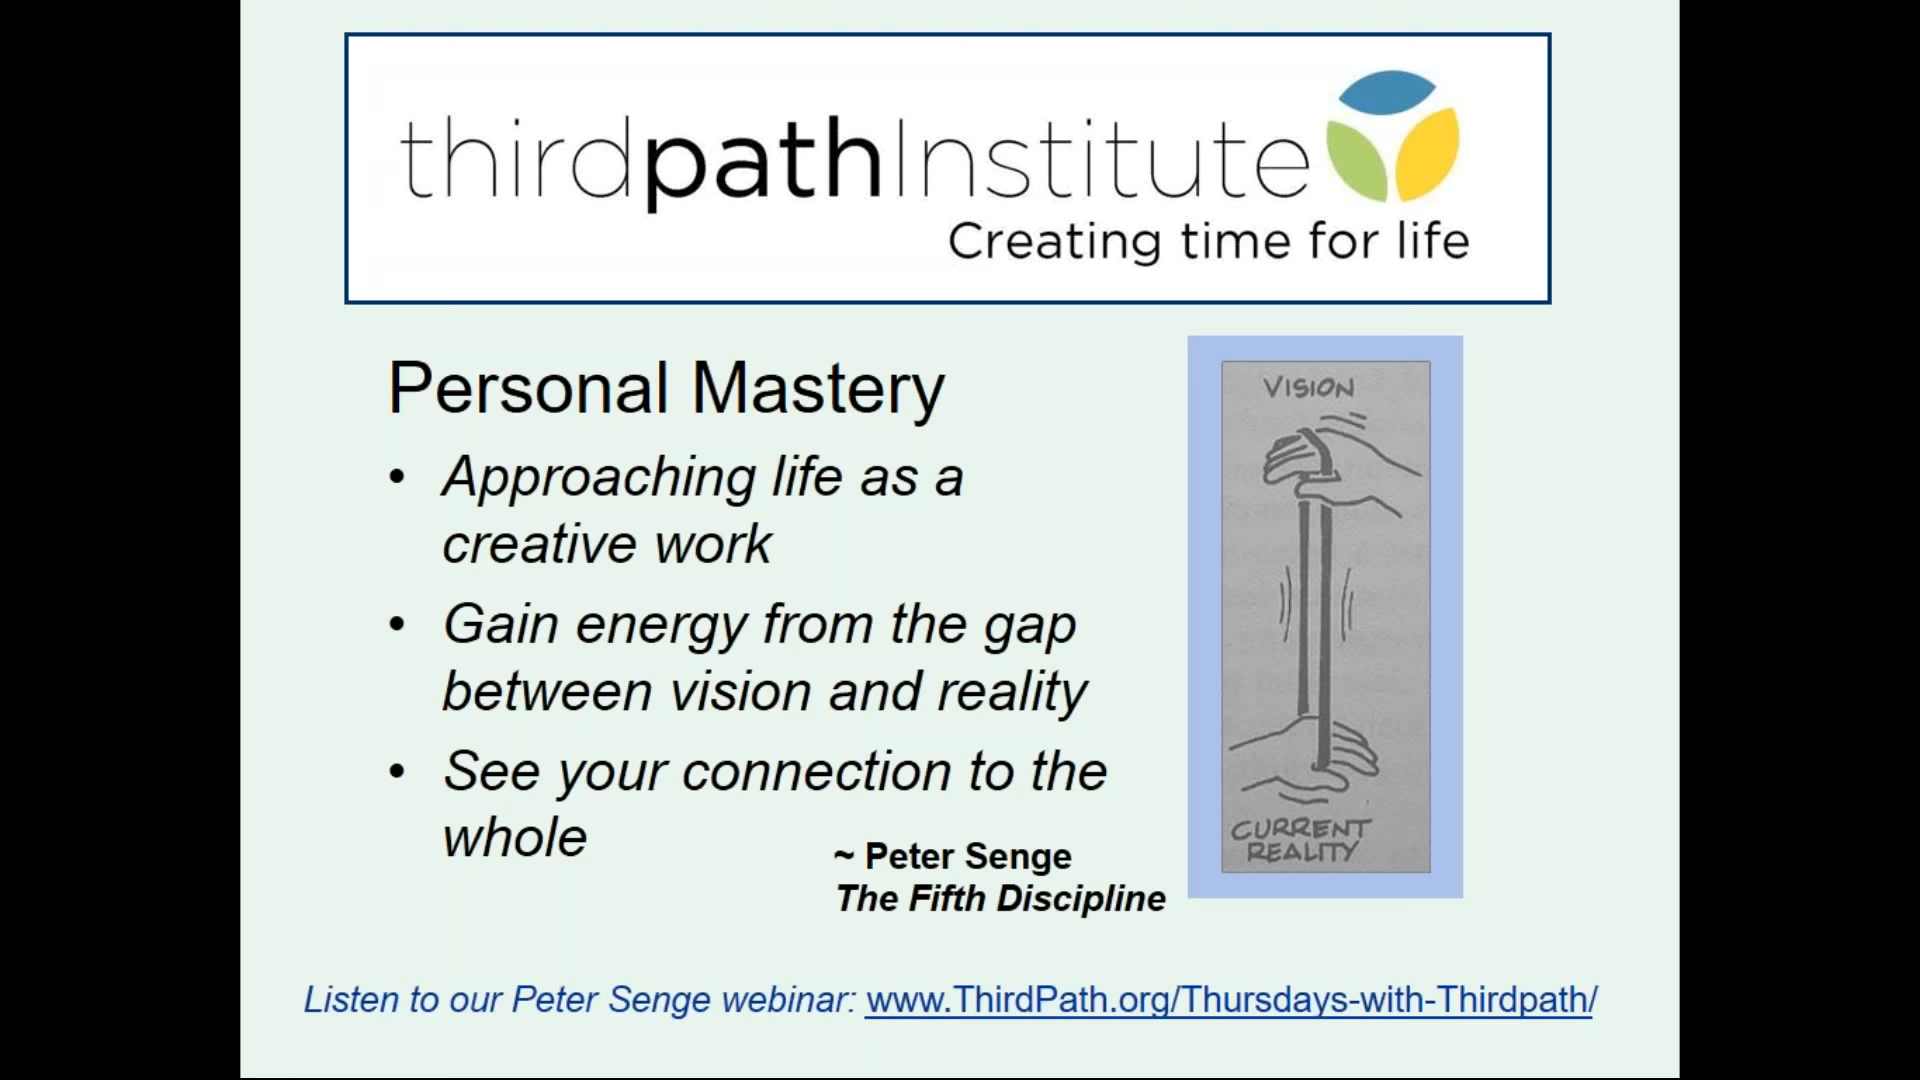 thirdpathInstitute
Creating time for life
Personal Mastery
• Approaching life as a
creative work
• Gain energy from the gap
between vision and reality
• See your connection to the
whole
~ Peter Senge
The Fifth Discipline
VISION
CURRENT
REALITY
Listen to our Peter Senge webinar: www.ThirdPath.org/Thursdays-with-Thirdpath/